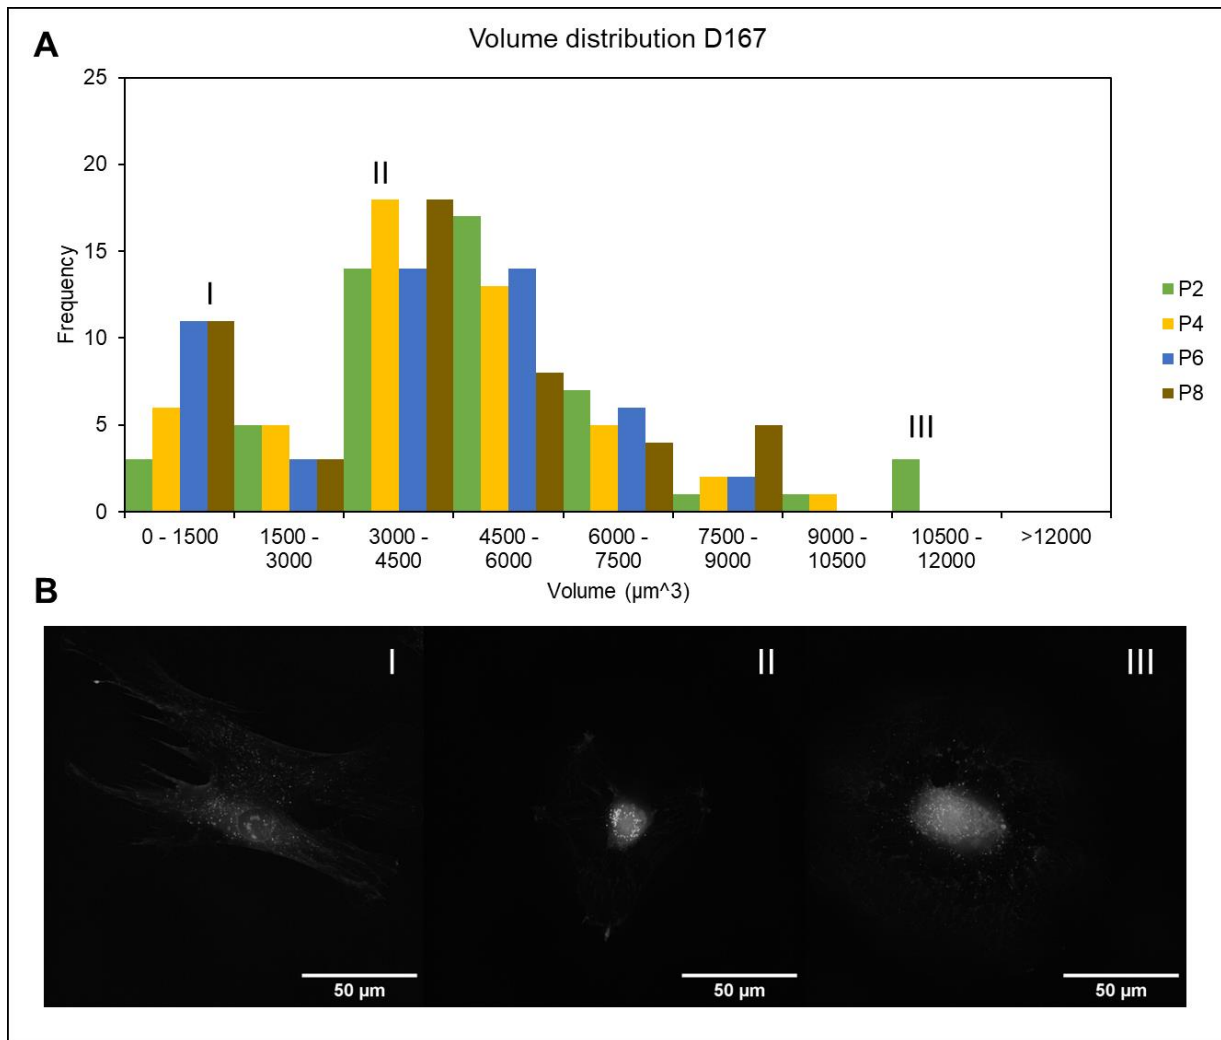 A
Volume distribution D167
25
20
15
10
5
0
Frequency
I
II
III
P2
P4
P6
P8
0 - 1500
1500 -
3000
3000 -
4500
4500 -
6000
6000 -
7500
7500 -
9000
9000 -
10500
10500 -
12000
>12000
Volume (µm^3)
B
I
II
III
50 µm
50 µm
50 µm